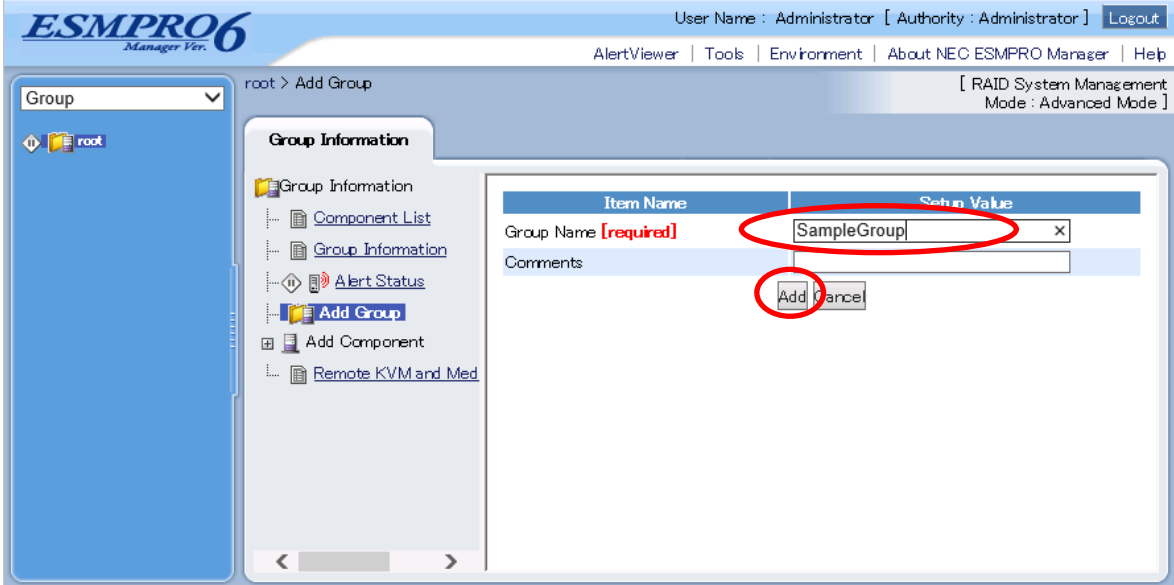 ESMPRO6
Manager Ver.
User Name : Administrator [ Authority : Administrator ] Logout
AlertViewer | Tools | Environment | About NEC ESMPRO Manager | Help
Group
root
root > Add Group
[ RAID System Management
Mode : Advanced Mode ]
Group Information
Group Information
Component List
Group Information
Alert Status
Add Group
Add Component
Remote KVM and Med
Item Name Setup Value
Group Name [required] SampleGroup ×
Comments
Add Cancel